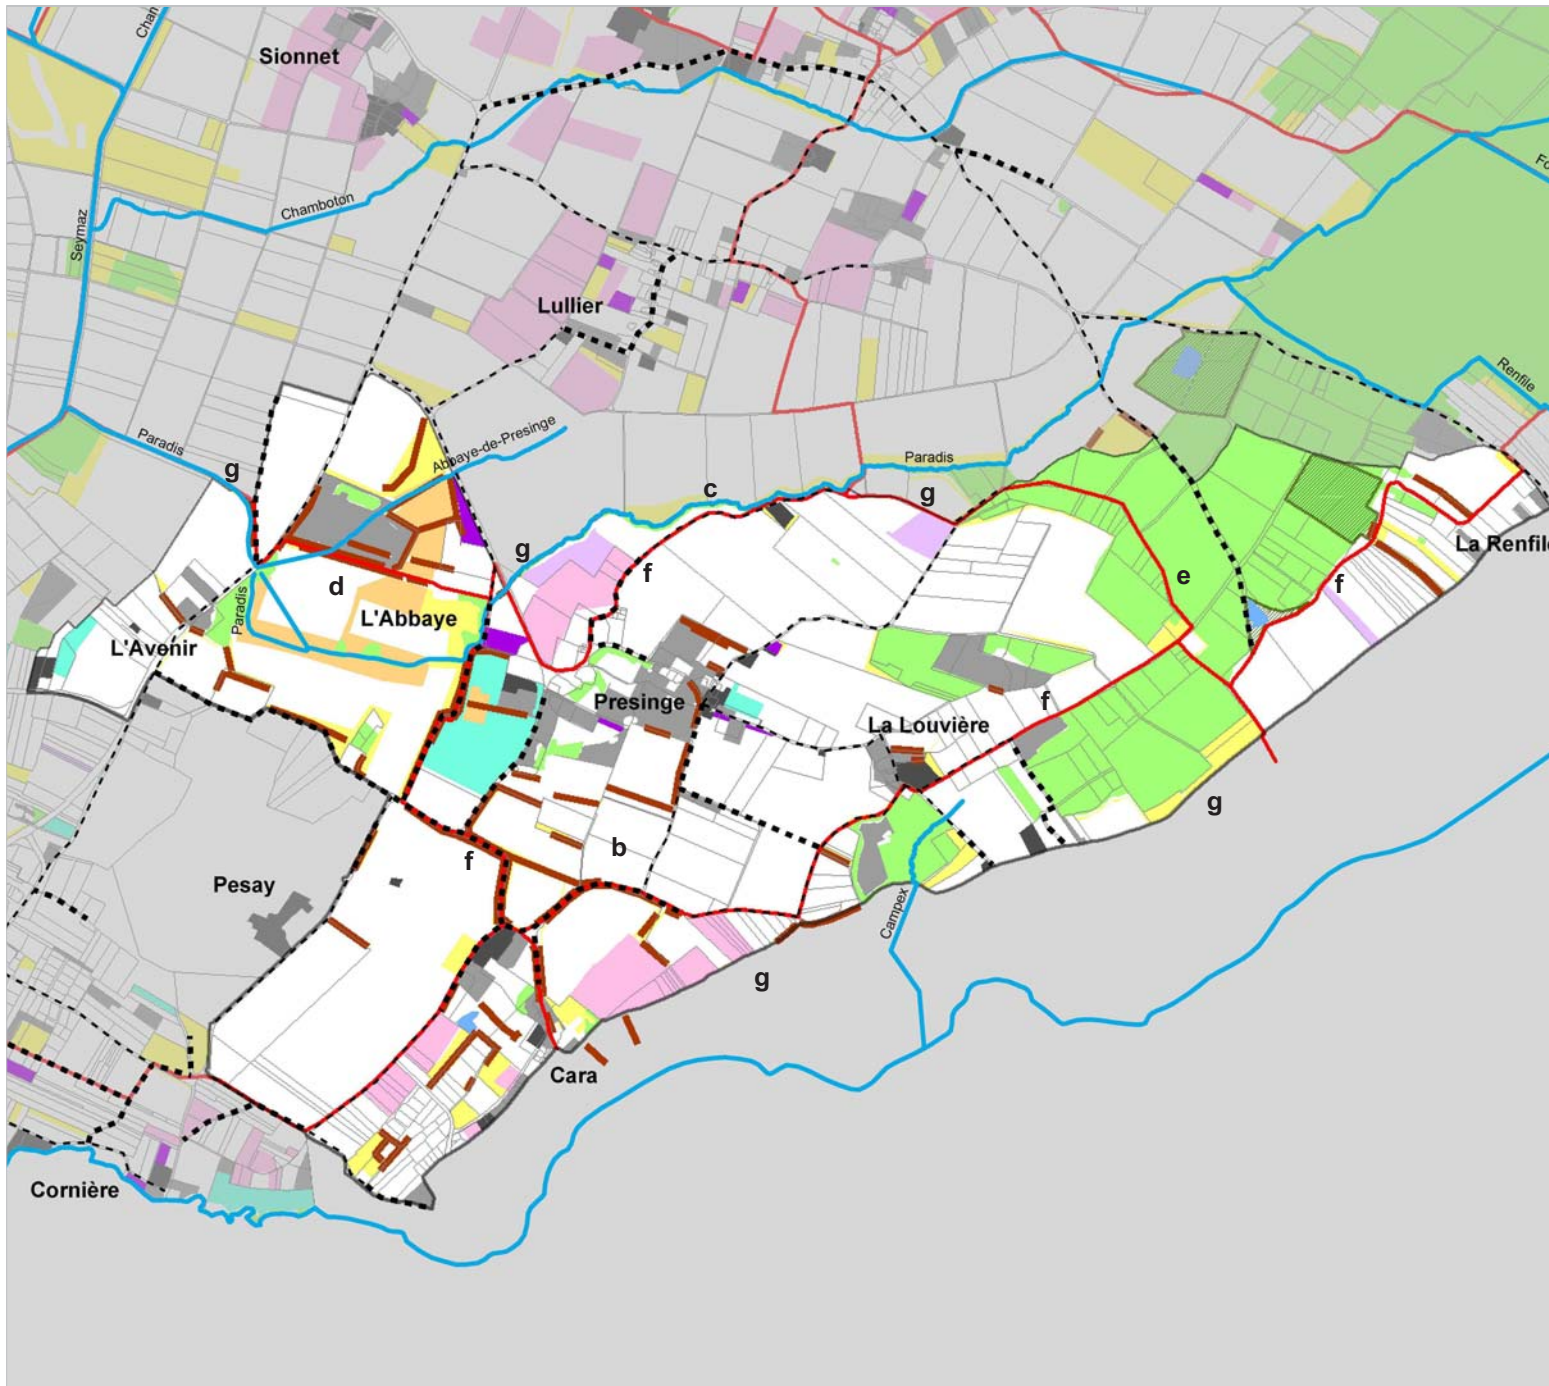 Chan
Sionnet
Fo
Seymaz
Chamboton
Lullier
Renfile
Paradis
Abbaye-de-Presinge
Paradis
g
c
g
La Renfile
g
f
e
f
d
L'Abbaye
Paradis
L'Avenir
Presinge
f
La Louvière
g
b
f
Pesay
Campex
g
Cara
Cornière